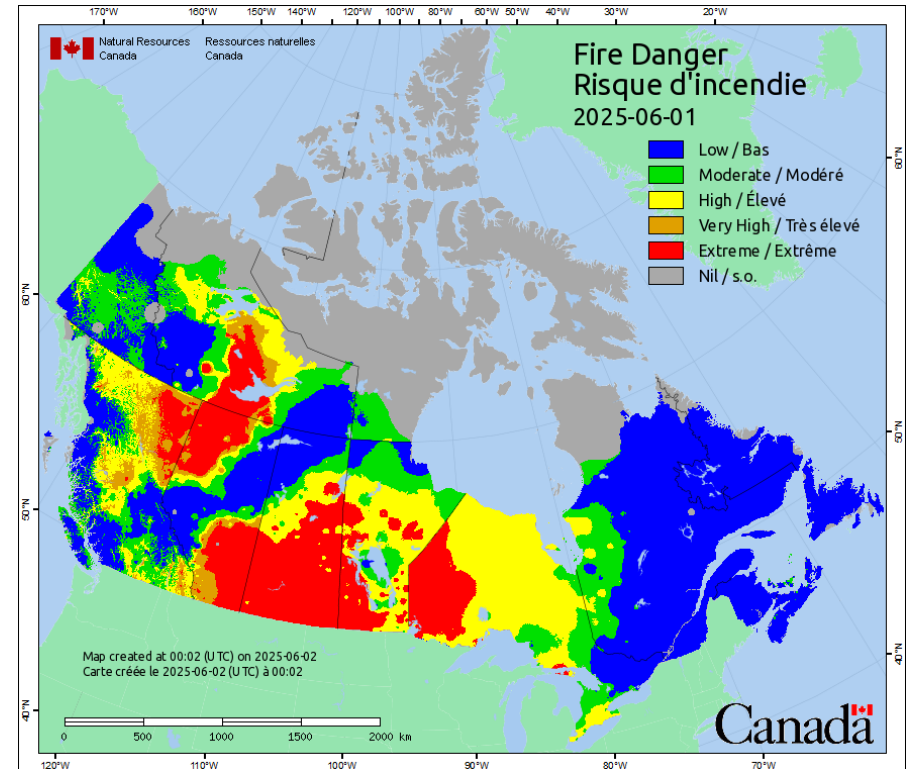 170°W 160°W 150°W 140°W 120°W 100°W 80°W 60°W 50°W 40°W 30°W 20°W
Natural Resources Ressources naturelles
Canada Canada
Fire Danger
Risque d'incendie
2025-06-01
Low / Bas
Moderate / Modéré
High / Élevé
Very High / Très élevé
Extreme / Extrême
Nil / s.o.
60°N
60°N
50°N
50°N
40°N
40°N
Map created at 00:02 (UTC) on 2025-06-02
Carte créée le 2025-06-02 (UTC) à 00:02
0 500 1000 1500 2000 km
Canada
120°W 110°W 100°W 90°W 80°W 70°W